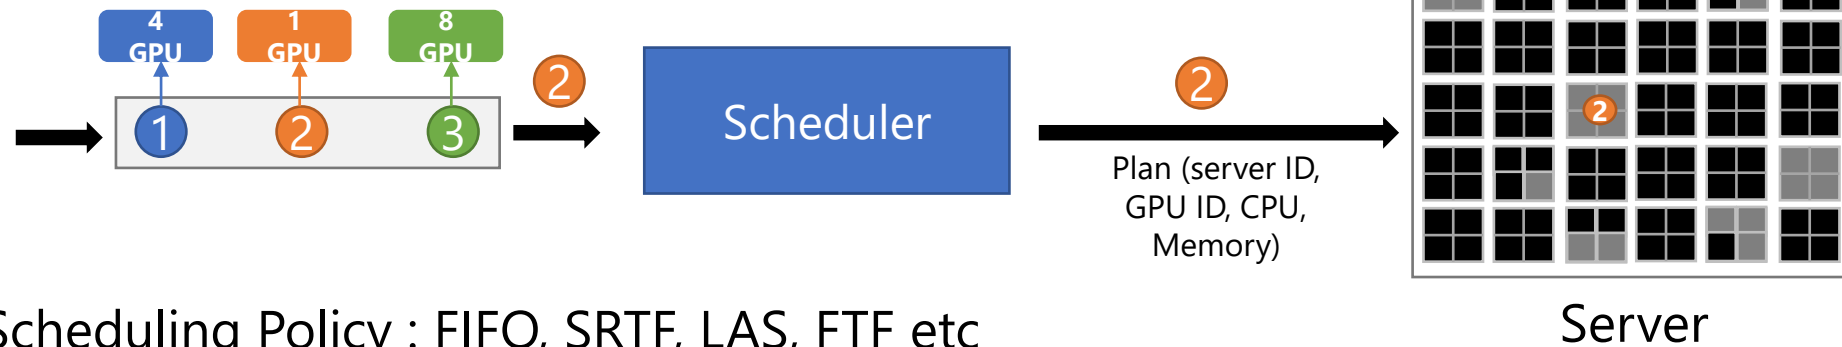 4
GPU
1
GPU
8
GPU
1
2
3
2
Scheduler
2
Plan (server ID,
GPU ID, CPU,
Memory)
2
Scheduling Policy : FIFO, SRTF, LAS, FTF etc
Server